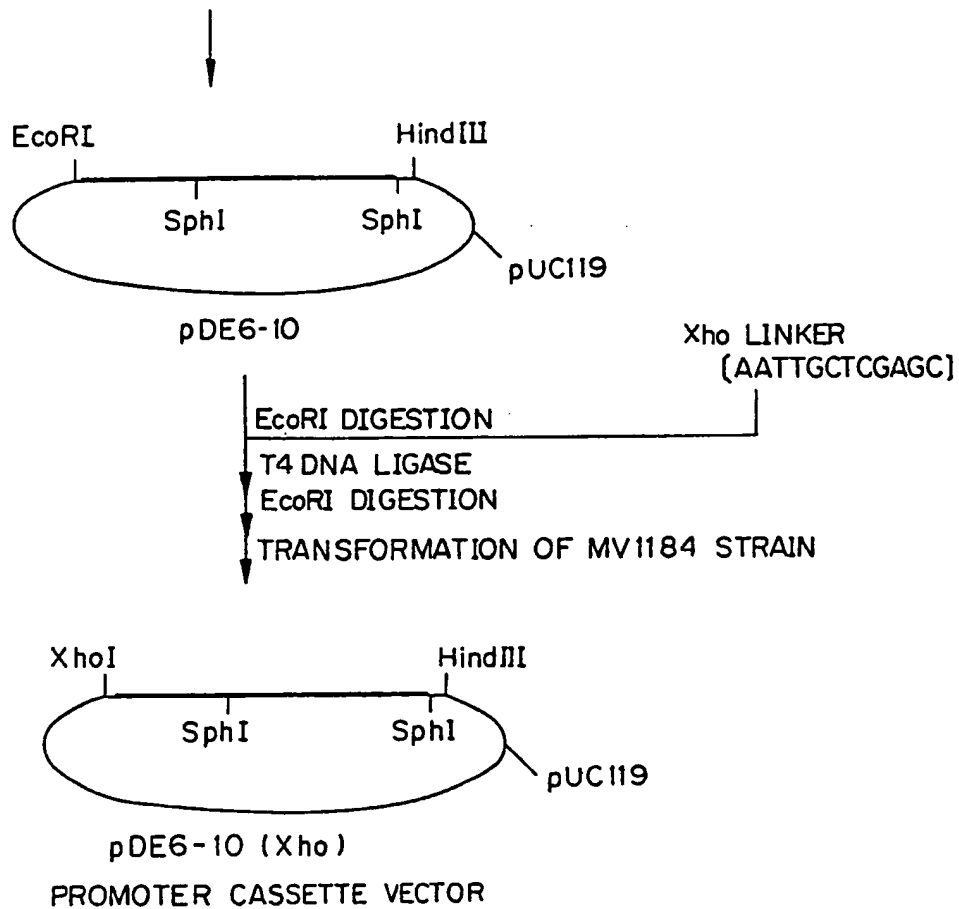 EcoRI
HindIII
SphI
SphI
pUC119
pDE6-10
Xho LINKER
[AATTGCTCGAGC]
EcoRI DIGESTION
T4 DNA LIGASE
EcoRI DIGESTION
TRANSFORMATION OF MV1184 STRAIN
XhoI
HindIII
SphI
SphI
pUC119
pDE6-10 (Xho)
PROMOTER CASSETTE VECTOR